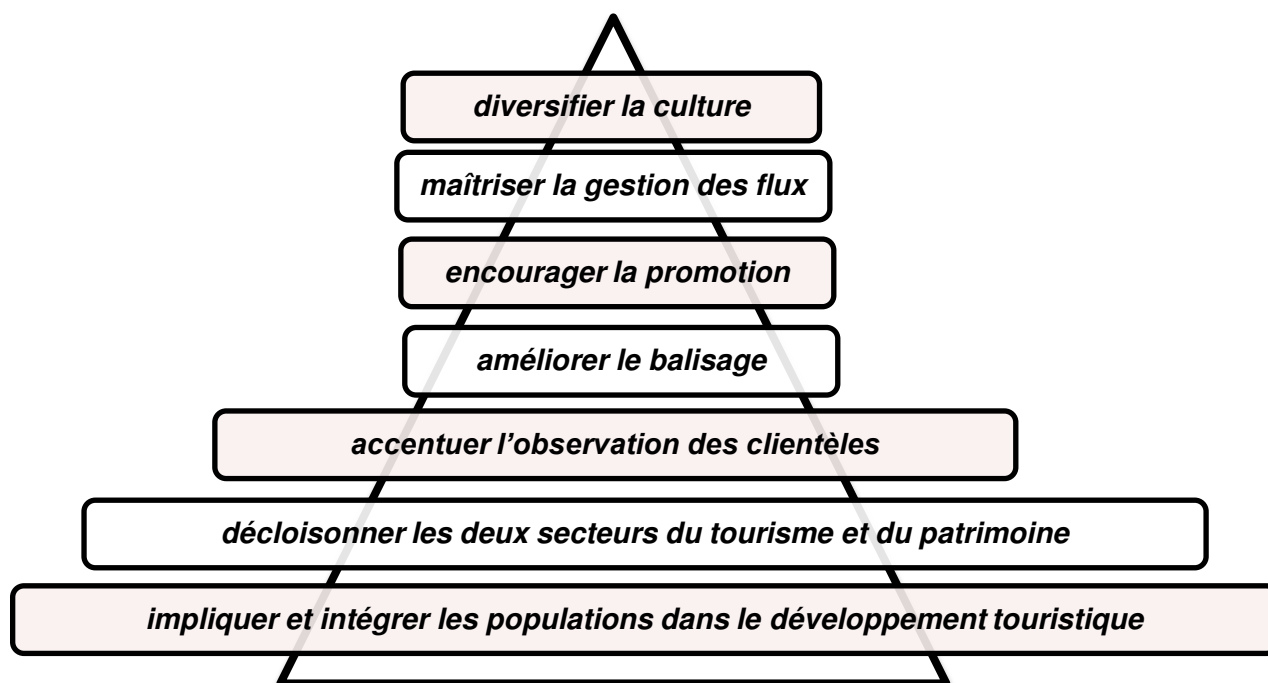 diversifier la culture
maîtriser la gestion des flux
encourager la promotion
améliorer le balisage
accentuer l’observation des clientèles
décloisonner les deux secteurs du tourisme et du patrimoine
impliquer et intégrer les populations dans le développement touristique